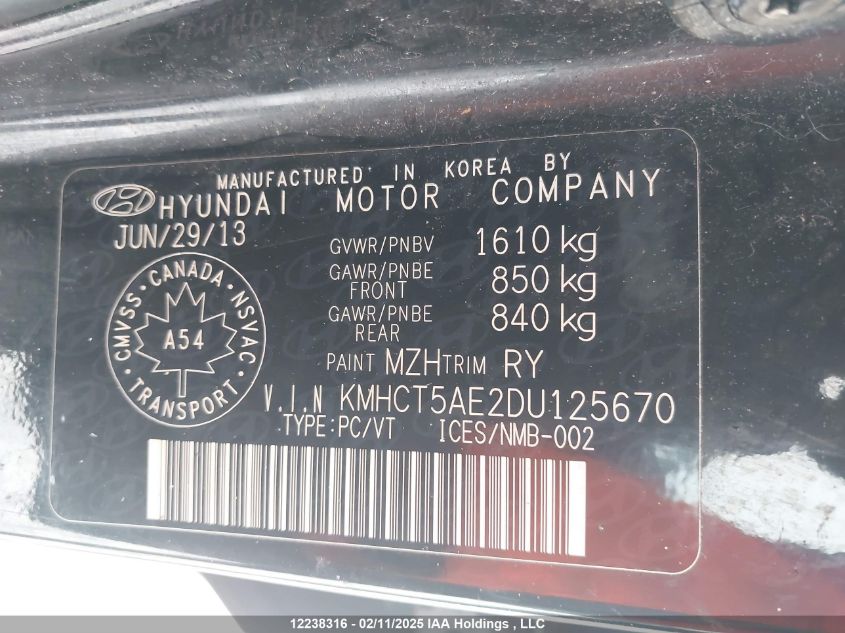 MANUFACTURED IN KOREA BY
HYUNDAI MOTOR COMPANY
JUN/29/13
GVWR/PNBV 1610 kg
GAWR/PNBE FRONT 850 kg
GAWR/PNBE REAR 840 kg
CANADA
CMVSS NSVAC
A54
TRANSPORT
PAINT MZH TRIM RY
V.I.N KMHCT5AE2DU125670
TYPE:PC/VT ICES/NMB-002
12238316 - 02/11/2025 IAA Holdings , LLC